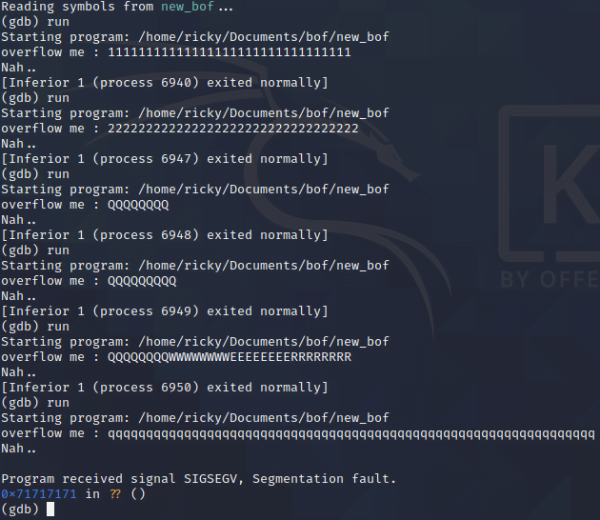 Reading symbols from new_bof...
(gdb) run
Starting program: /home/ricky/Documents/bof/new_bof
overflow me : 11111111111111111111111111111111
Nah..
[Inferior 1 (process 6940) exited normally]
(gdb) run
Starting program: /home/ricky/Documents/bof/new_bof
overflow me : 222222222222222222222222222222222
Nah..
[Inferior 1 (process 6947) exited normally]
(gdb) run
Starting program: /home/ricky/Documents/bof/new_bof
overflow me : QQQQQQQQ
Nah..
[Inferior 1 (process 6948) exited normally]
(gdb) run
Starting program: /home/ricky/Documents/bof/new_bof
overflow me : QQQQQQQQQ
Nah..
[Inferior 1 (process 6949) exited normally]
(gdb) run
Starting program: /home/ricky/Documents/bof/new_bof
overflow me : QQQQQQQQWWWWWWWWEEEEEEEERRRRRRRR
Nah..
[Inferior 1 (process 6950) exited normally]
(gdb) run
Starting program: /home/ricky/Documents/bof/new_bof
overflow me : qqqqqqqqqqqqqqqqqqqqqqqqqqqqqqqqqqqqqqqqqqqqqqqqqqqqqqqqqqqqqqqq
Nah..
Program received signal SIGSEGV, Segmentation fault.
0×71717171 in ?? ()
(gdb)
K
BY OFFE